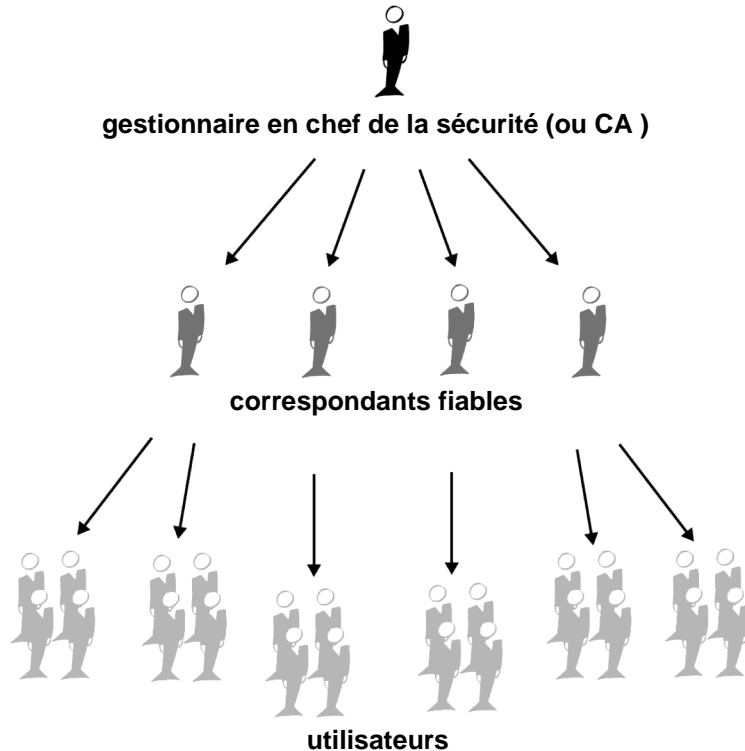 gestionnaire en chef de la sécurité (ou CA )
correspondants fiables
utilisateurs